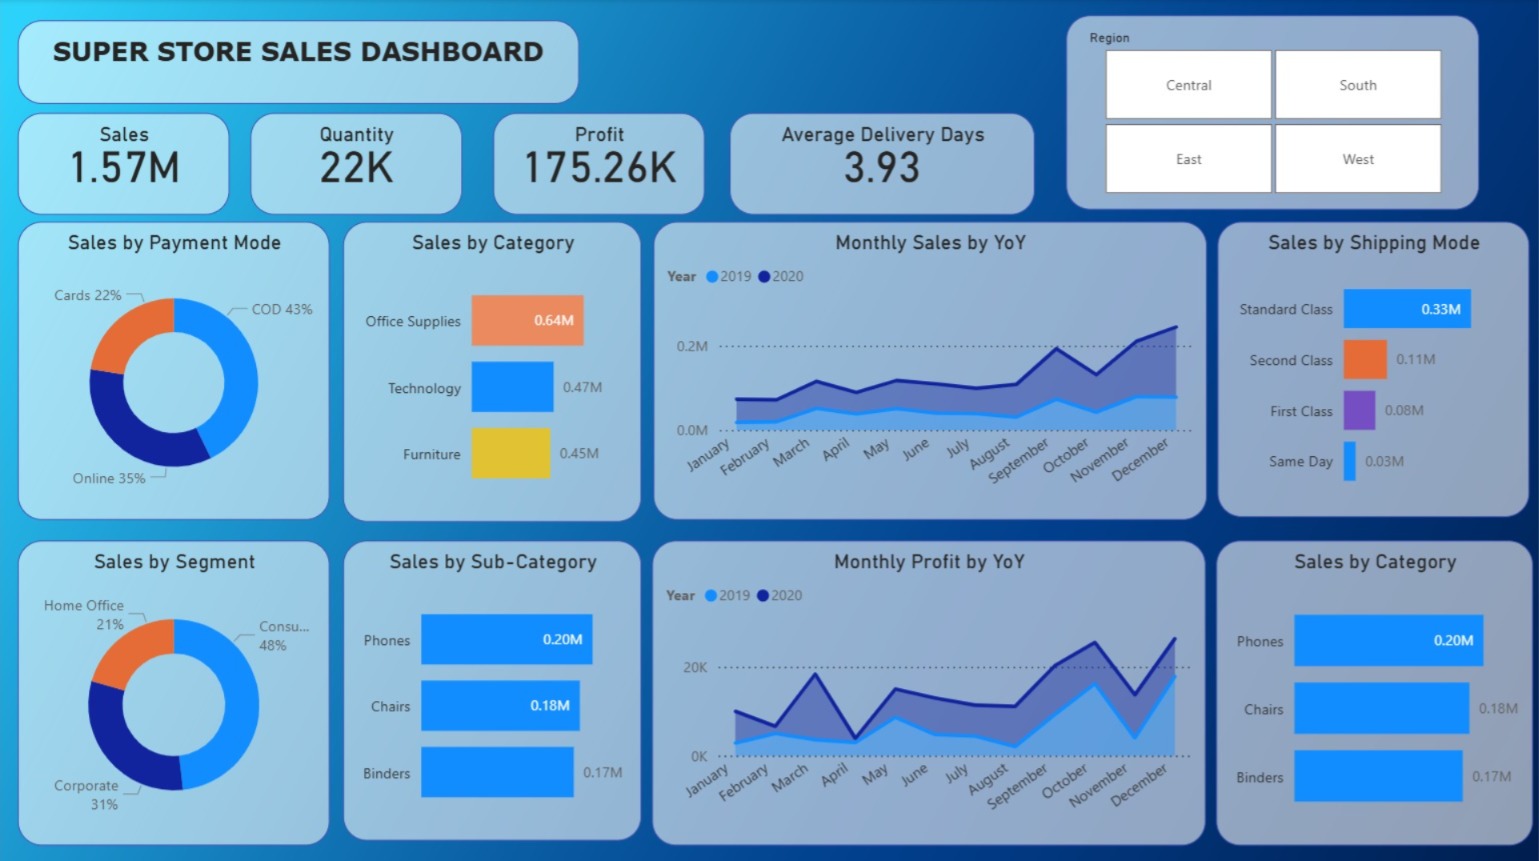 SUPER STORE SALES DASHBOARD
Region
Central
South
East
West
Sales
1.57M
Quantity
22K
Profit
175.26K
Average Delivery Days
3.93
Sales by Payment Mode
Cards 22%
COD 43%
Online 35%
Sales by Category
Office Supplies
0.64M
Technology
0.47M
Furniture
0.45M
Monthly Sales by YoY
Year 2019 2020
0.2M
0.0M
January
February
March
April
May
June
July
August
September
October
November
December
Sales by Shipping Mode
Standard Class
0.33M
Second Class
0.11M
First Class
0.08M
Same Day
0.03M
Sales by Segment
Home Office
21%
Consu...
48%
Corporate
31%
Sales by Sub-Category
Phones
0.20M
Chairs
0.18M
Binders
0.17M
Monthly Profit by YoY
Year 2019 2020
20K
0K
January
February
March
April
May
June
July
August
September
October
November
December
Sales by Category
Phones
0.20M
Chairs
0.18M
Binders
0.17M